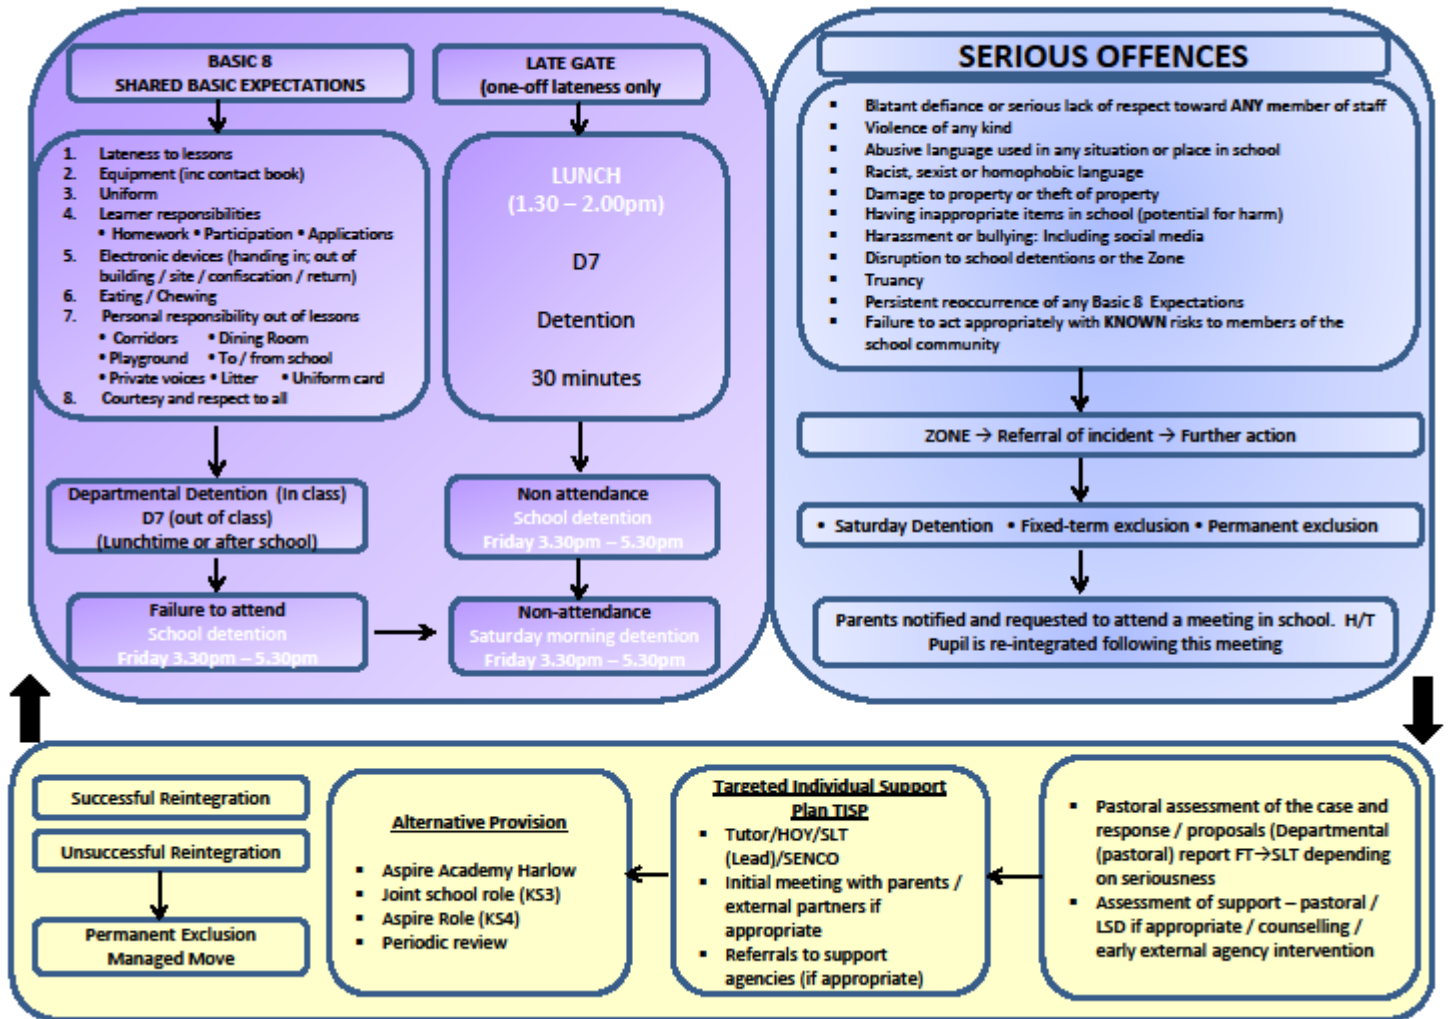 BASIC 8
SHARED BASIC EXPECTATIONS
1. Lateness to lessons
2. Equipment (inc contact book)
3. Uniform
4. Learner responsibilities
• Homework • Participation • Applications
5. Electronic devices (handing in; out of
building / site / confiscation / return)
6. Eating / Chewing
7. Personal responsibility out of lessons
• Corridors • Dining Room
• Playground • To / from school
• Private voices • Litter • Uniform card
8. Courtesy and respect to all
Departmental Detention (In class)
D7 (out of class)
(Lunchtime or after school)
Failure to attend
School detention
Friday 3.30pm – 5.30pm
LATE GATE
(one-off lateness only
LUNCH
(1.30 – 2.00pm)
D7
Detention
30 minutes
Non attendance
School detention
Friday 3.30pm – 5.30pm
Non-attendance
Saturday morning detention
Friday 3.30pm – 5.30pm
SERIOUS OFFENCES
▪ Blatant defiance or serious lack of respect toward ANY member of staff
▪ Violence of any kind
▪ Abusive language used in any situation or place in school
▪ Racist, sexist or homophobic language
▪ Damage to property or theft of property
▪ Having inappropriate items in school (potential for harm)
▪ Harassment or bullying: Including social media
▪ Disruption to school detentions or the Zone
▪ Truancy
▪ Persistent reoccurrence of any Basic 8 Expectations
▪ Failure to act appropriately with KNOWN risks to members of the
school community
ZONE → Referral of incident → Further action
• Saturday Detention • Fixed-term exclusion • Permanent exclusion
Parents notified and requested to attend a meeting in school. H/T
Pupil is re-integrated following this meeting
Successful Reintegration
Unsuccessful Reintegration
Permanent Exclusion
Managed Move
Alternative Provision
▪ Aspire Academy Harlow
▪ Joint school role (KS3)
▪ Aspire Role (KS4)
▪ Periodic review
Targeted Individual Support
Plan TISP
▪ Tutor/HOY/SLT
(Lead)/SENCO
▪ Initial meeting with parents /
external partners if
appropriate
▪ Referrals to support
agencies (if appropriate)
▪ Pastoral assessment of the case and
response / proposals (Departmental
(pastoral) report FT→SLT depending
on seriousness
▪ Assessment of support – pastoral /
LSD if appropriate / counselling /
early external agency intervention